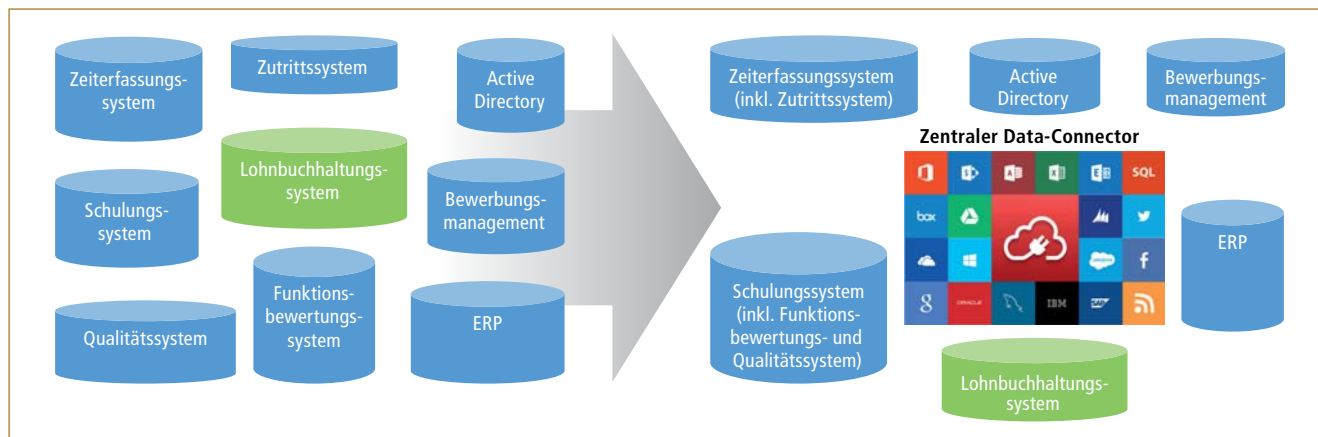 Zeiterfassungs-
system
Zutrittssystem
Active
Directory
Lohnbuchhaltungs-
system
Schulungs-
system
Bewerbungs-
management
Qualitätssystem
Funktions-
bewertungs-
system
ERP
Zeiterfassungssystem
(inkl. Zutrittssystem)
Active
Directory
Bewerbungs-
management
Zentraler Data-Connector
SQL
box
salesforce
f
g
ORACLE
IBM
SAP
ERP
Schulungssystem
(inkl. Funktions-
bewertungs- und
Qualitätssystem)
Lohnbuchhaltungs-
system